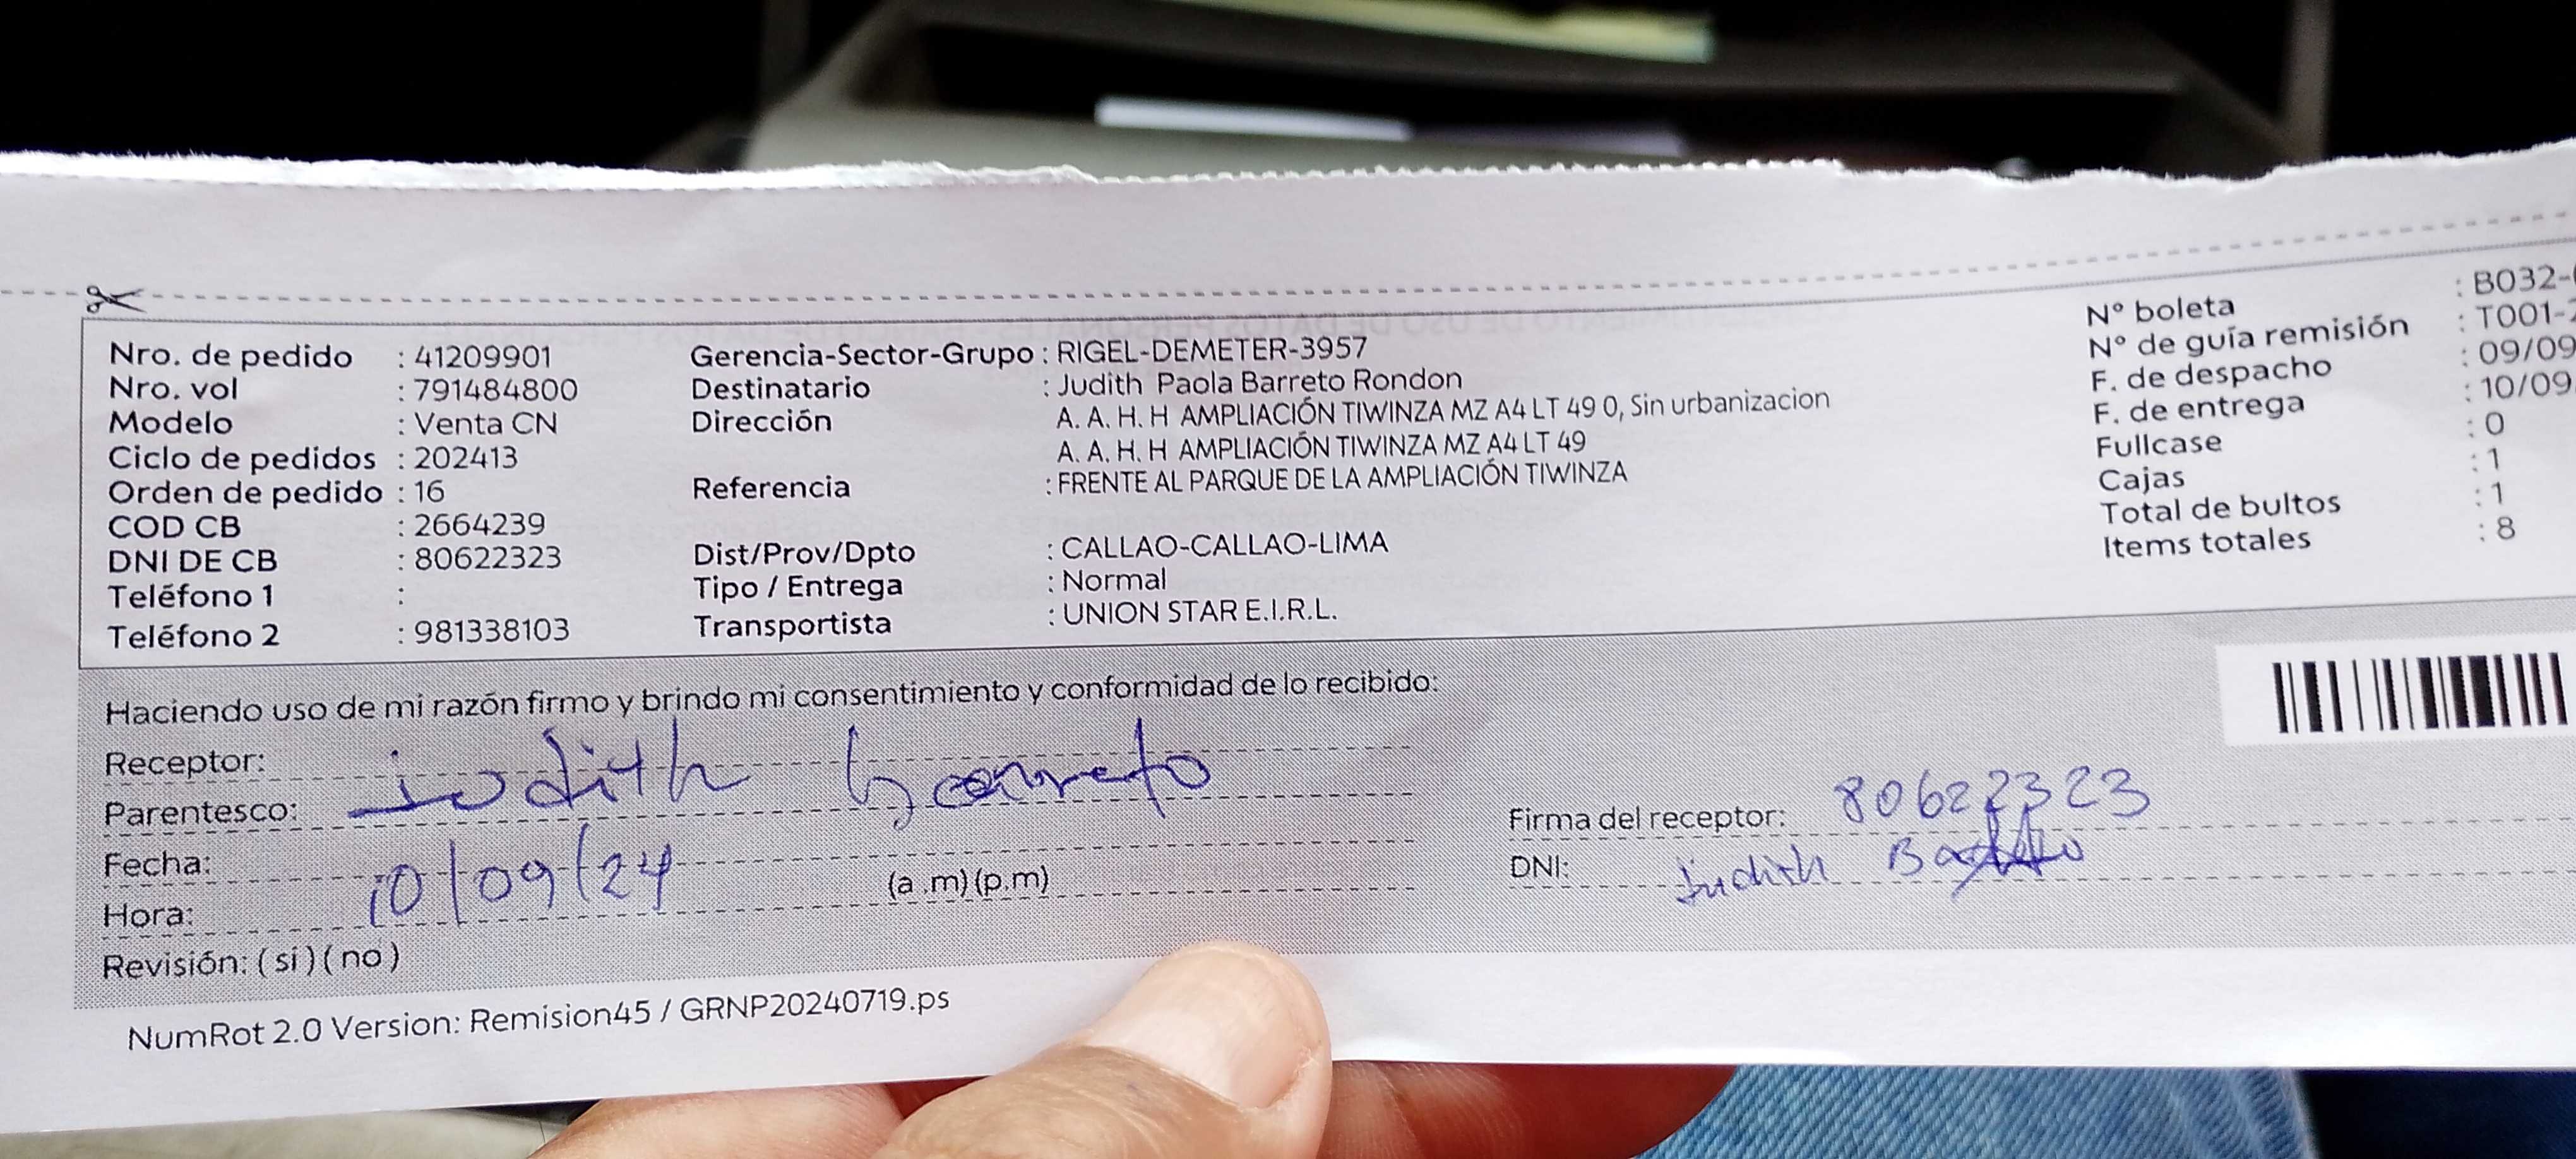 Nro. de pedido : 41209901
Nro. vol : 791484800
Modelo : Venta CN
Ciclo de pedidos : 202413
Orden de pedido : 16
COD CB : 2664239
DNI DE CB : 80622323
Teléfono 1 :
Teléfono 2 : 981338103
Gerencia-Sector-Grupo : RIGEL-DEMETER-3957
Destinatario : Judith Paola Barreto Rondon
Dirección A. A. H. H AMPLIACIÓN TIWINZA MZ A4 LT 49 0, Sin urbanizacion
A. A. H. H AMPLIACIÓN TIWINZA MZ A4 LT 49
Referencia : FRENTE AL PARQUE DE LA AMPLIACIÓN TIWINZA
Dist/Prov/Dpto : CALLAO-CALLAO-LIMA
Tipo / Entrega : Normal
Transportista : UNION STAR E.I.R.L.
N° boleta : B032-
N° de guía remisión : T001-
F. de despacho : 09/09
F. de entrega : 10/09
Fullcase : 0
Cajas : 1
Total de bultos : 1
Items totales : 8
Haciendo uso de mi razón firmo y brindo mi consentimiento y conformidad de lo recibido:
Receptor: judith barreto
Parentesco:
Fecha: 10/09/24
Hora: (a .m) (p.m)
Revisión: ( si ) ( no )
Firma del receptor: 80622323
DNI: Judith Barreto
NumRot 2.0 Version: Remision45 / GRNP20240719.ps